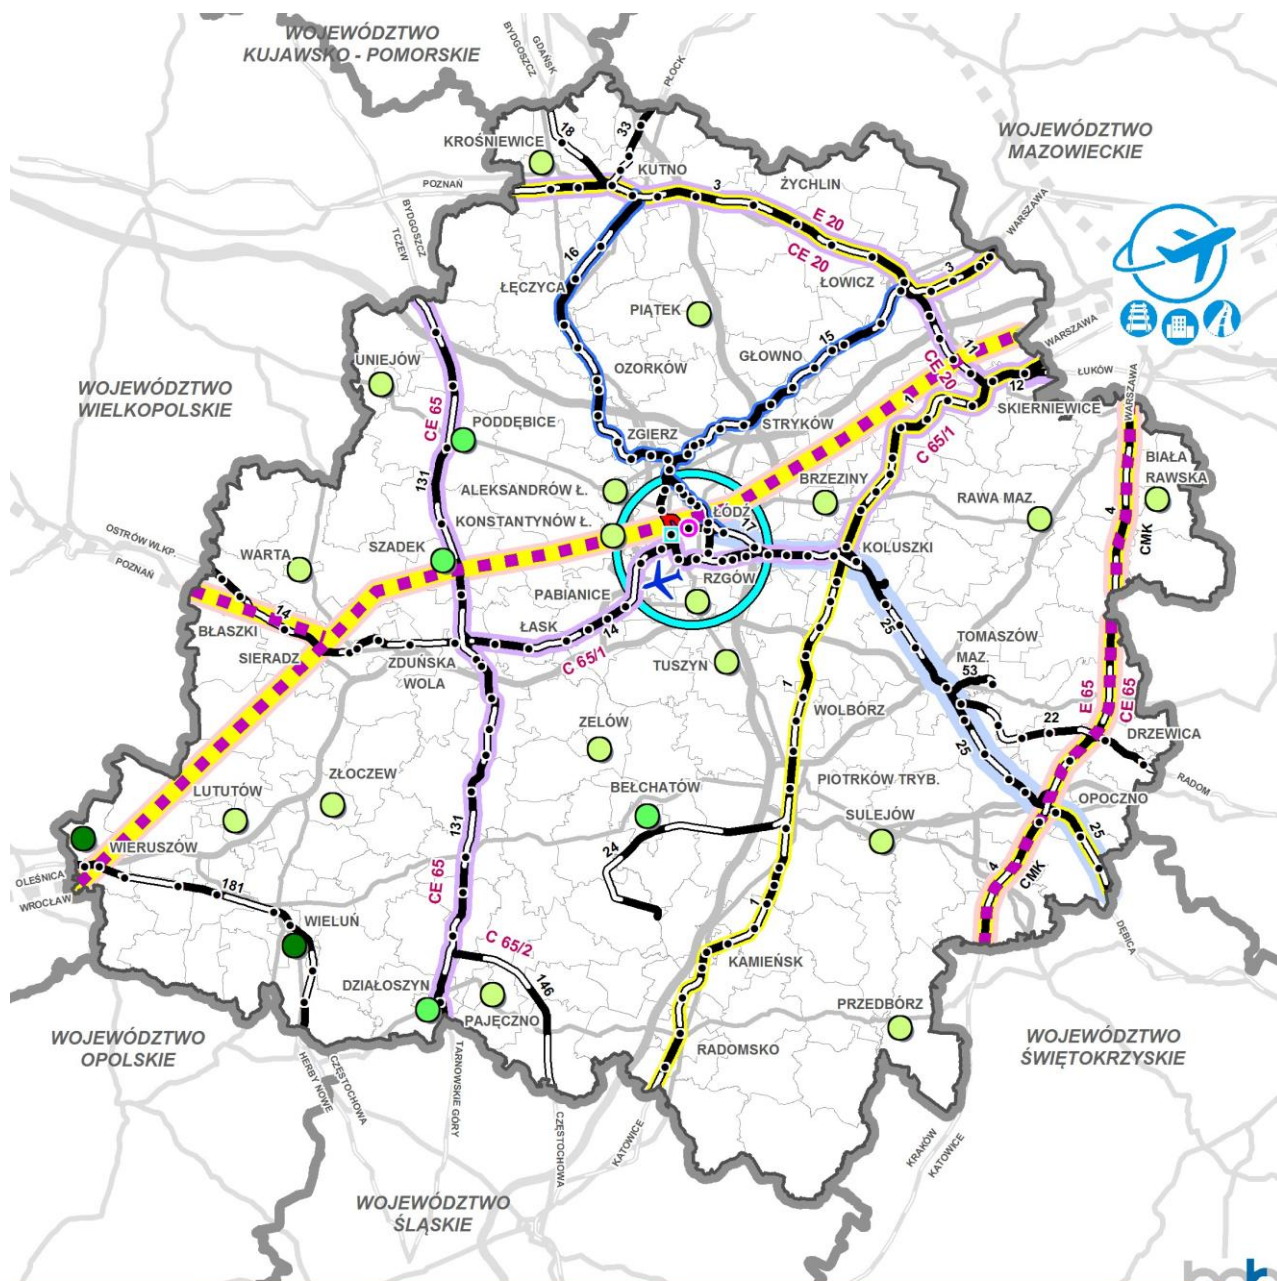 WOJEWÓDZTWO
KUJAWSKO - POMORSKIE
BYDGOSZCZ
GDAŃSK
PŁOCK
WOJEWÓDZTWO
MAZOWIECKIE
KROŚNIEWICE
18
33
KUTNO
POZNAŃ
3
ŻYCHLIN
E 20
CE 20
BYDGOSZCZ
TCZEW
WARSZAWA
16
ŁĘCZYCA
ŁOWICZ
3
PIĄTEK
UNIEJÓW
OZORKÓW
GŁOWNO
15
11
WARSZAWA
CE 20
12
ŁUKÓW
WARSZAWA
WOJEWÓDZTWO
WIELKOPOLSKIE
CE 65
PODDĘBICE
ZGIERZ
STRYKÓW
1
SKIERNIEWICE
C 65/1
BIAŁA
RAWSKA
131
ALEKSANDRÓW Ł.
BRZEZINY
RAWA MAZ.
KONSTANTYNÓW Ł.
ŁÓDŹ
17
4
CMK
OSTRÓW WLKP
POZNAŃ
WARTA
SZADEK
KOLUSZKI
RZGÓW
PABIANICE
14
BŁASZKI
SIERADZ
ŁASK
14
C 65/1
ZDUŃSKA
WOLA
TUSZYN
25
TOMASZÓW
MAZ.
53
E 65
CE 65
1
WOLBÓRZ
22
DRZEWICA
ZELÓW
25
ZŁOCZEW
LUTUTÓW
BEŁCHATÓW
PIOTRKÓW TRYB.
RADOM
SULEJÓW
OPOCZNO
25
131
24
WIERUSZÓW
OLEŚNICA
WROCŁAW
181
CE 65
4
CMK
WIELUŃ
1
C 65/2
DĘBICA
KAMIEŃSK
DZIAŁOSZYN
146
PAJĘCZNO
PRZEDBÓRZ
WOJEWÓDZTWO
OPOLSKIE
HERBY NOWE
CZĘSTOCHOWA
TARNOWSKIE GÓRY
RADOMSKO
WOJEWÓDZTWO
ŚWIĘTOKRZYSKIE
CZĘSTOCHOWA
KATOWICE
KRAKÓW
KATOWICE
WOJEWÓDZTWO
ŚLĄSKIE